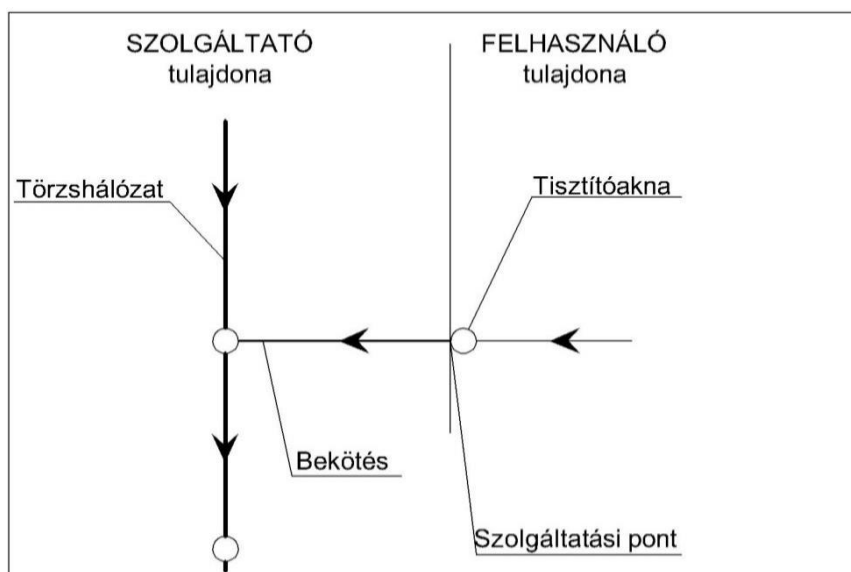 SZOLGÁLTATÓ
tulajdona
FELHASZNÁLÓ
tulajdona
Törzshálózat
Tisztítóakna
Bekötés
Szolgáltatási pont